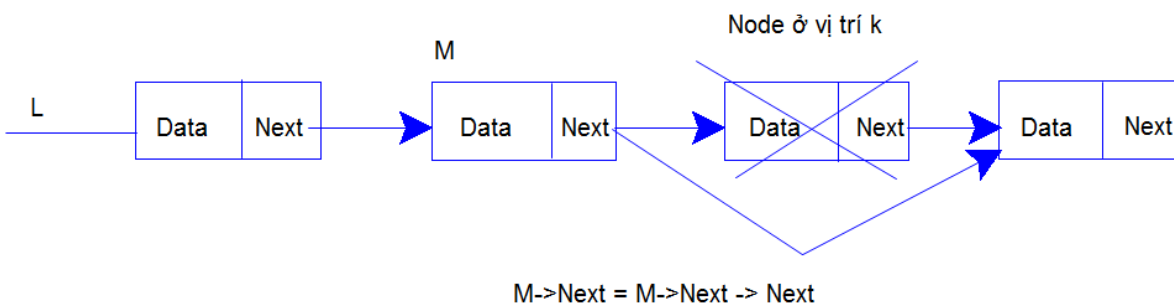 Node ở vị trí k
M
L
Data Next Data Next Data Next Data Next
M->Next = M->Next -> Next